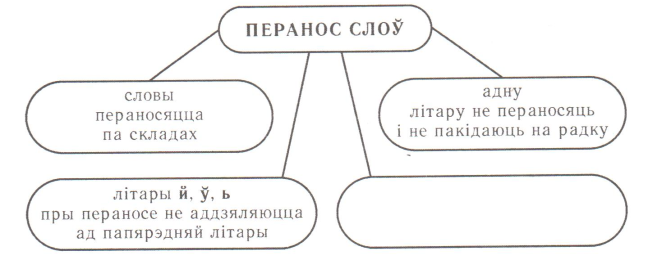 ПЕРАНОС СЛОЎ
словы
пераносяцца
па складах
адну
літару не пераносяць
і не пакідаюць на радку
літары й, ў, ь
пры пераносе не аддзяляюцца
ад папярэдняй літары